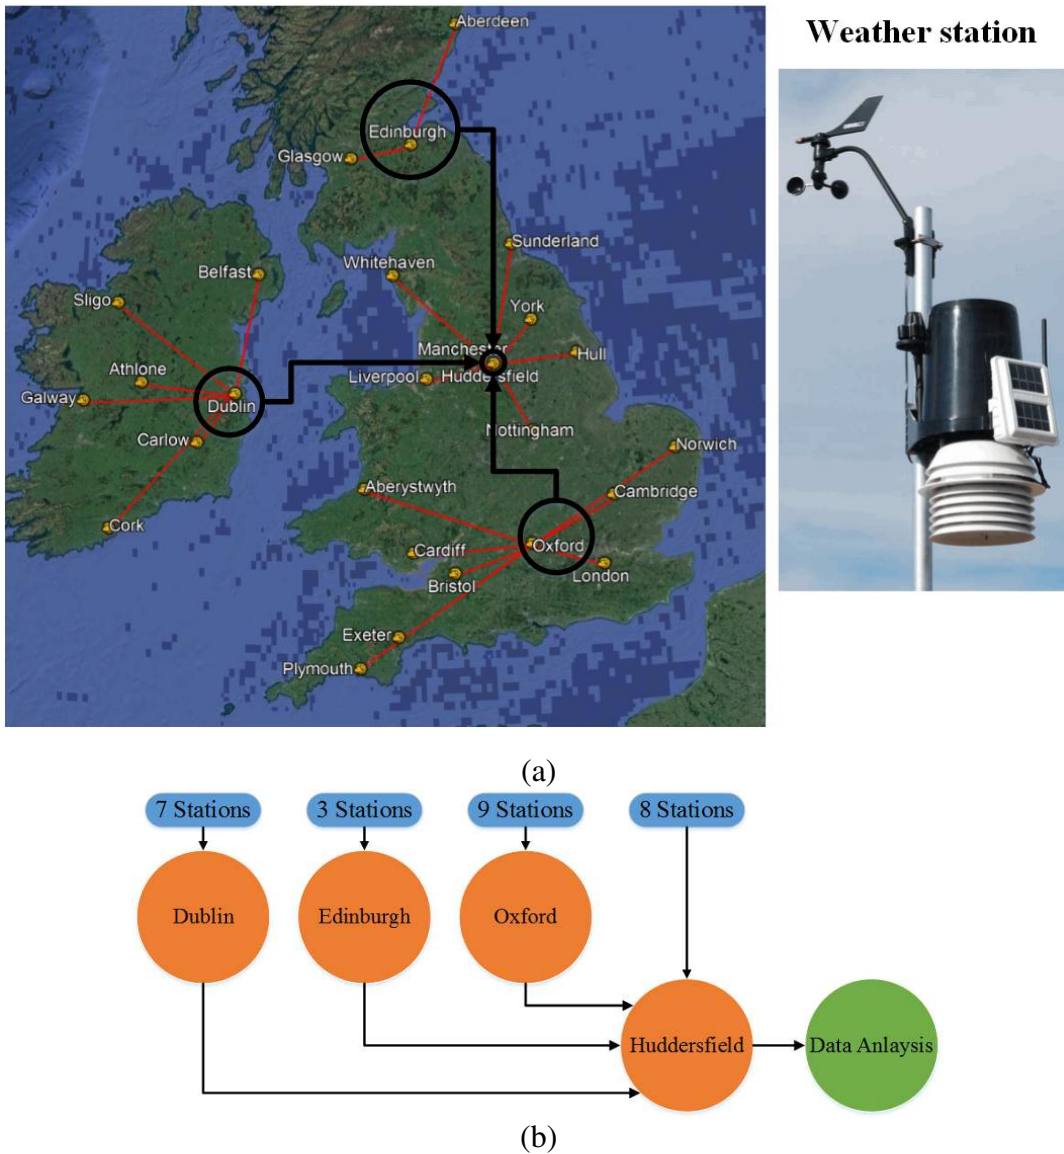 Weather station
Aberdeen
Edinburgh
Glasgow
Sunderland
Whitehaven
Belfast
Sligo
York
Manchester
Hull
Athlone
Liverpool
Huddersfield
Galway
Dublin
Carlow
Nottingham
Norwich
Aberystwyth
Cambridge
Cork
Cardiff
Oxford
London
Bristol
Exeter
Plymouth
(a)
7 Stations
3 Stations
9 Stations
8 Stations
Dublin
Edinburgh
Oxford
Huddersfield
Data Anlaysis
(b)